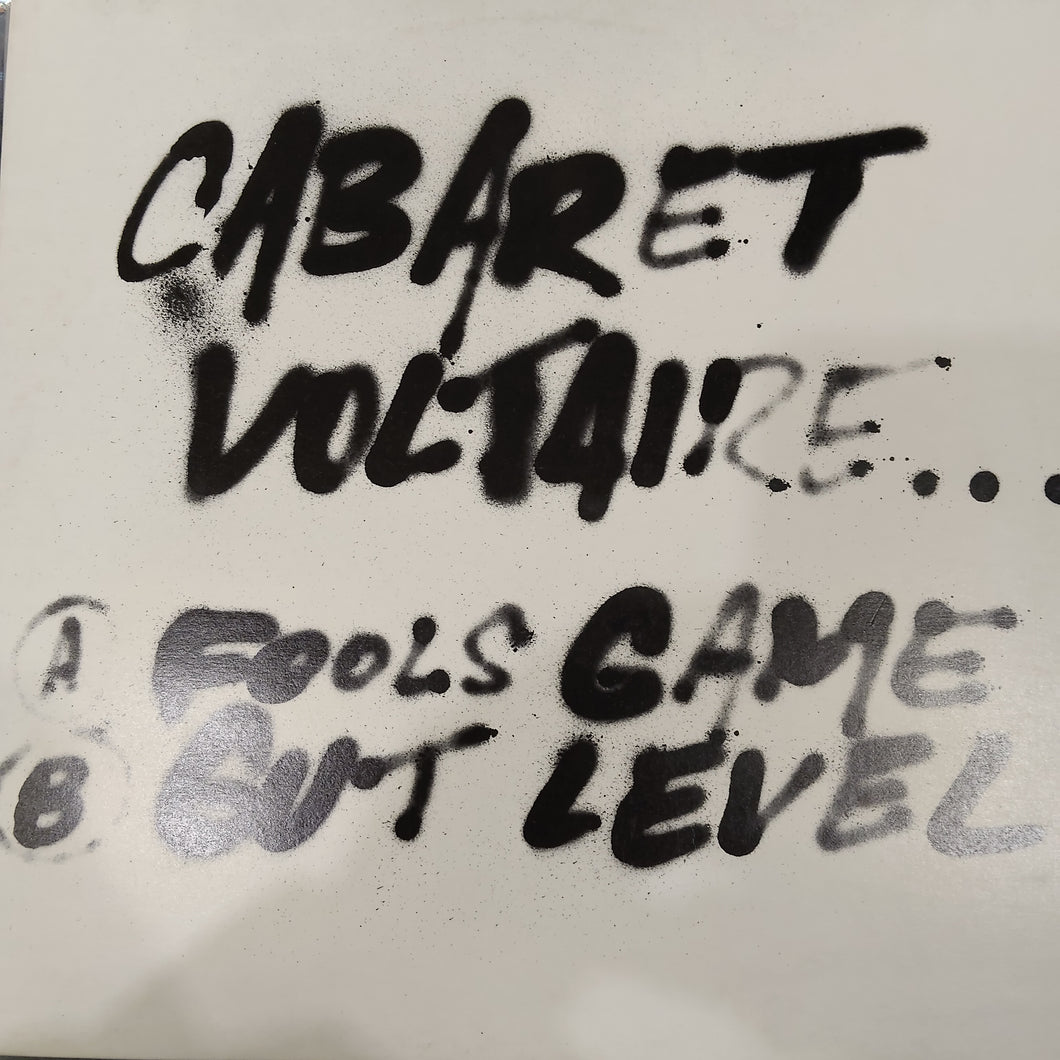 CABARET
VOLTAIRE....
A FOOLS GAME
B GUT LEVEL